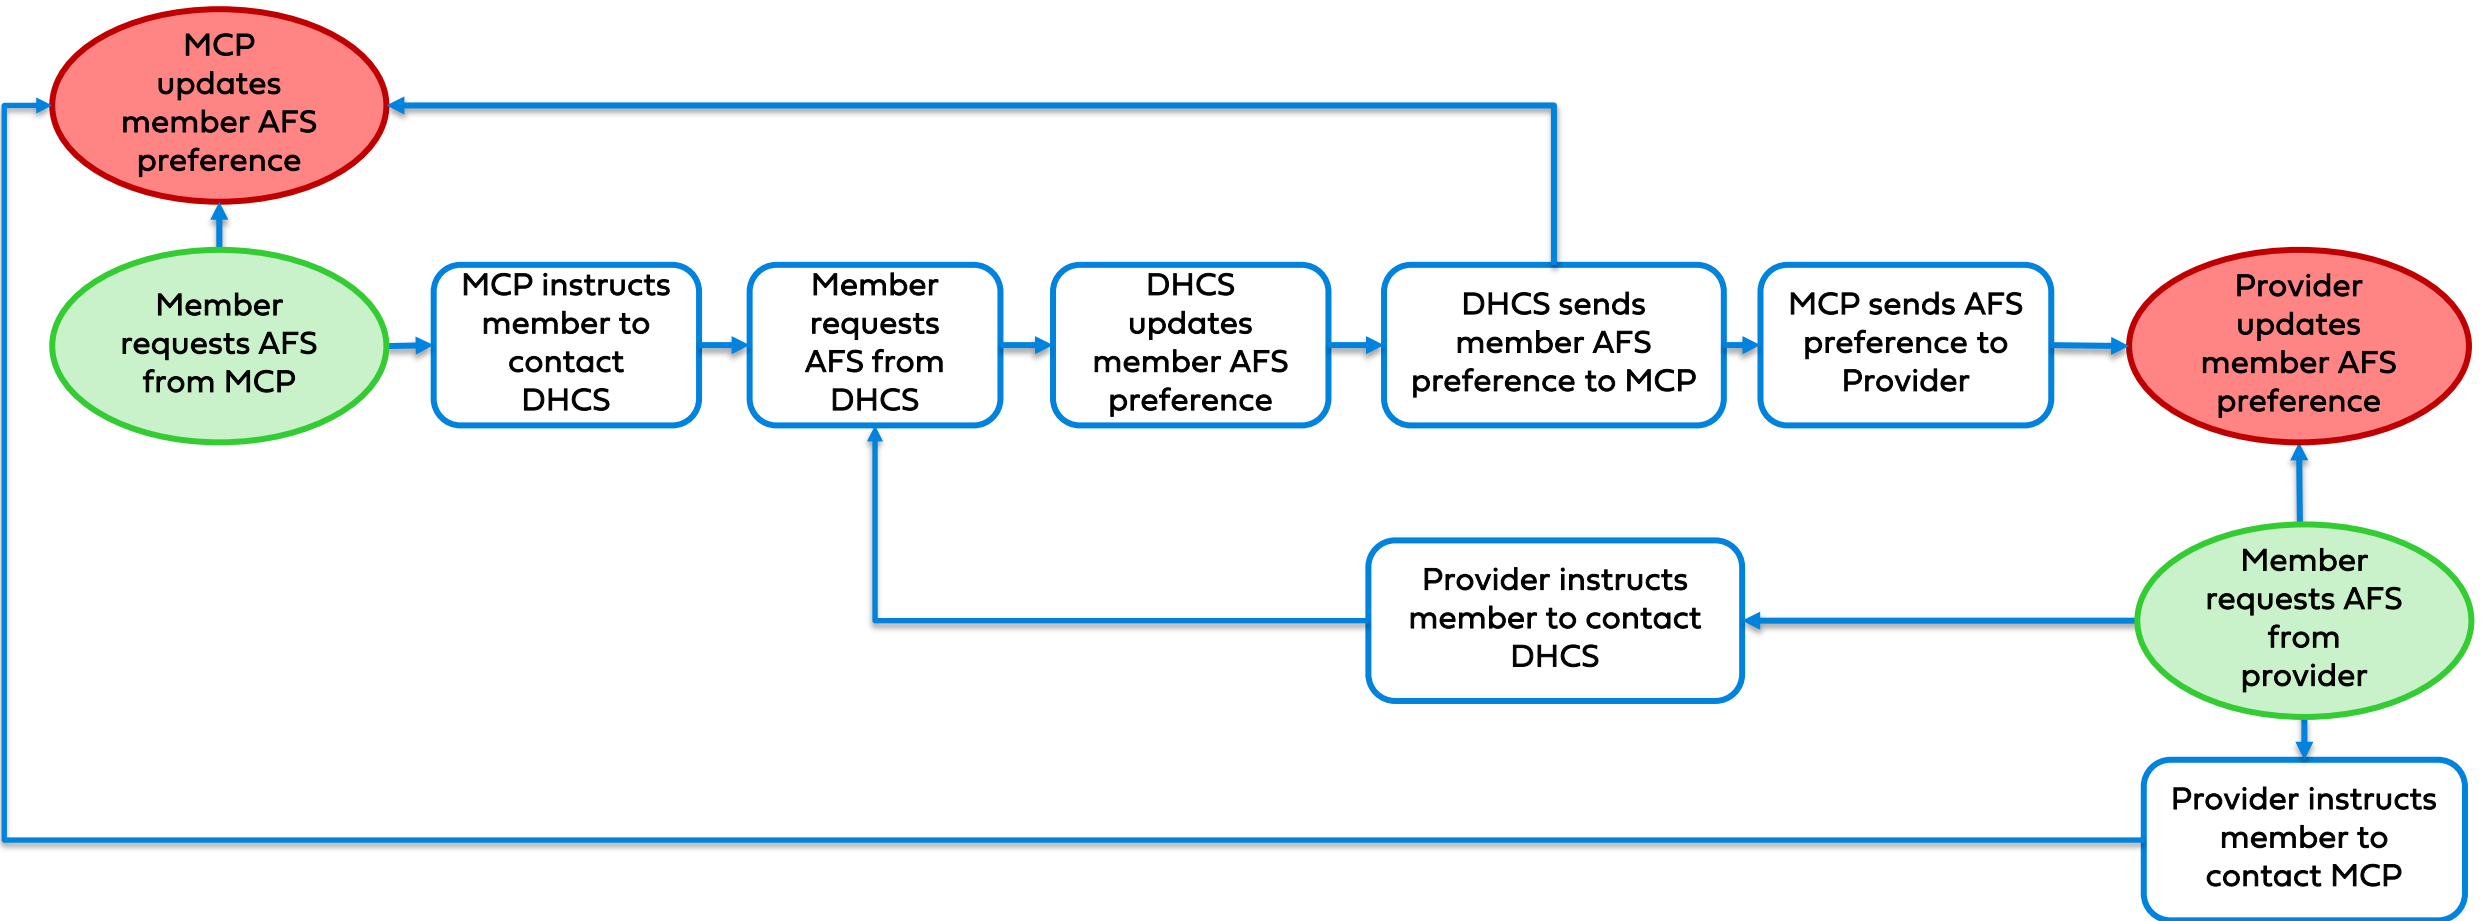 MCP
updates
member AFS
preference
Member
requests AFS
from MCP
MCP instructs
member to
contact
DHCS
Member
requests
AFS from
DHCS
DHCS
updates
member AFS
preference
DHCS sends
member AFS
preference to MCP
MCP sends AFS
preference to
Provider
Provider
updates
member AFS
preference
Provider instructs
member to contact
DHCS
Member
requests AFS
from
provider
Provider instructs
member to
contact MCP